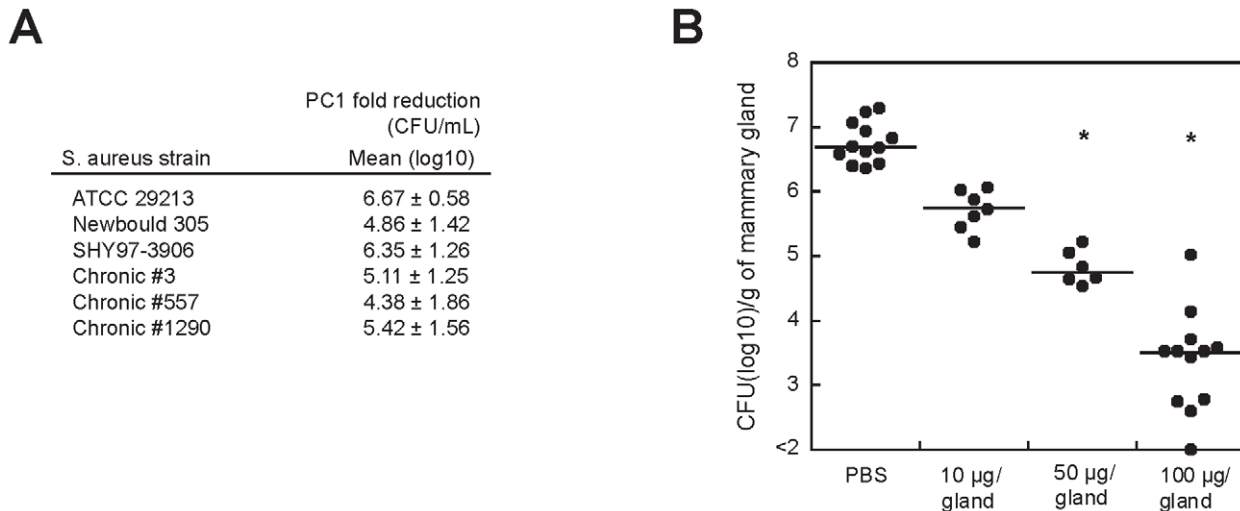 A
PC1 fold reduction
(CFU/mL)
S. aureus strain Mean (log10)
ATCC 29213 6.67 ± 0.58
Newbould 305 4.86 ± 1.42
SHY97-3906 6.35 ± 1.26
Chronic #3 5.11 ± 1.25
Chronic #557 4.38 ± 1.86
Chronic #1290 5.42 ± 1.56
B
CFU(log10)/g of mammary gland
8
7
6
5
4
3
<2
* *
PBS 10 µg/ 50 µg/ 100 µg/
gland gland gland